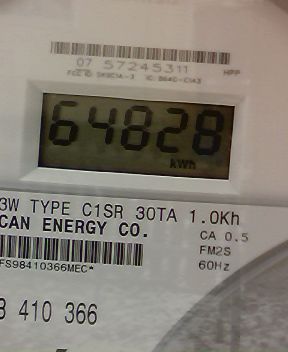 07 57245311
HPP
64828
kWh
3W TYPE C1SR 30TA 1.0Kh
CAN ENERGY CO.
CA 0.5
FM2S
60Hz
FS98410366MEC*
410 366